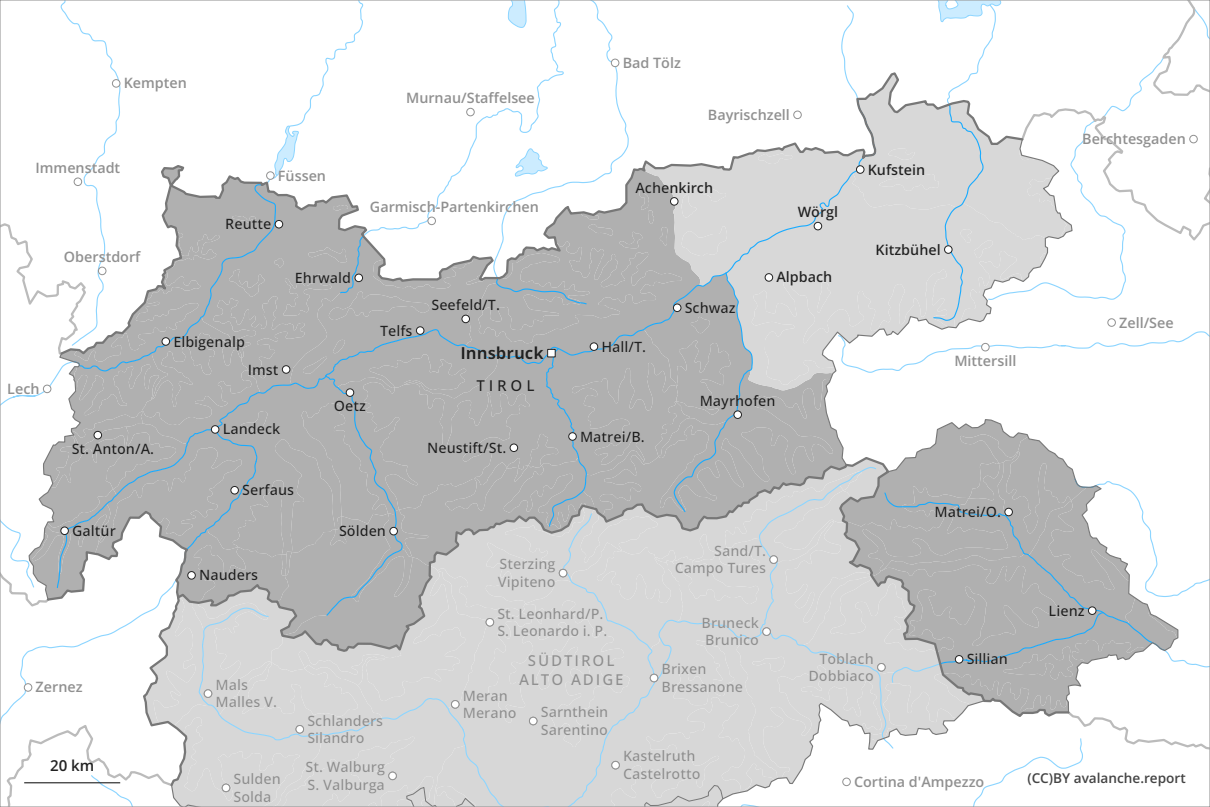 Kempten
Bad Tölz
Murnau/Staffelsee
Bayrischzell
Berchtesgaden
Immenstadt
Füssen
Kufstein
Achenkirch
Garmisch-Partenkirchen
Wörgl
Reutte
Kitzbühel
Oberstdorf
Ehrwald
Alpbach
Seefeld/T.
Schwaz
Zell/See
Telfs
Elbigenalp
Innsbruck
Hall/T.
Mittersill
Imst
TIROL
Lech
Oetz
Mayrhofen
Landeck
Matrei/B.
St. Anton/A.
Neustift/St.
Serfaus
Matrei/O.
Galtür
Sölden
Sand/T.
Campo Tures
Sterzing
Vipiteno
Nauders
Lienz
St. Leonhard/P.
S. Leonardo i. P.
Bruneck
Brunico
SÜDTIROL
ALTO ADIGE
Toblach
Dobbiaco
Sillian
Brixen
Bressanone
Zernez
Mals
Malles V.
Meran
Merano
Sarnthein
Sarentino
Schlanders
Silandro
Kastelruth
Castelrotto
20 km
St. Walburg
S. Valburga
Sulden
Solda
Cortina d'Ampezzo
(CC)BY avalanche.report